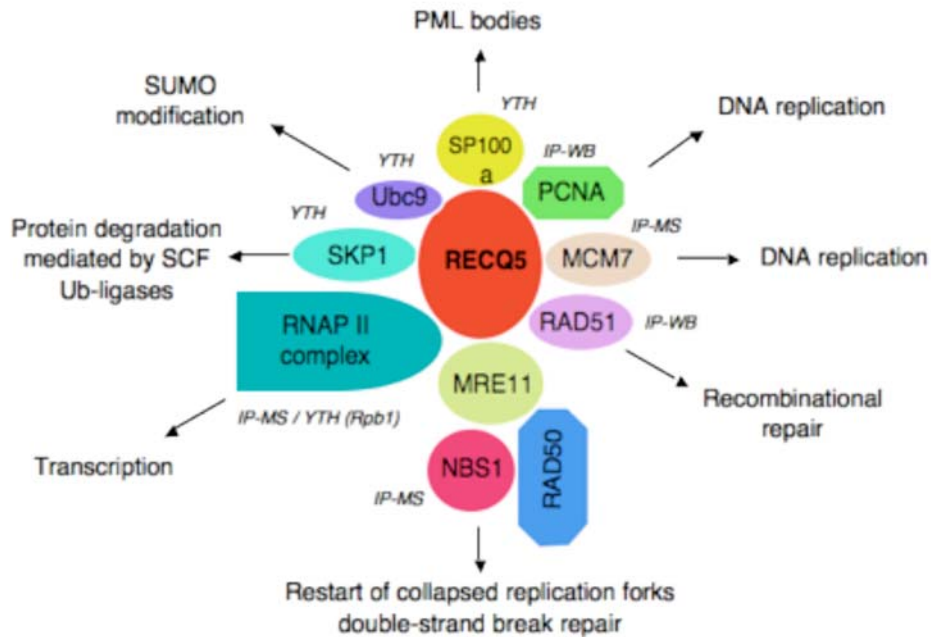 PML bodies
YTH
SP100
a
SUMO
modification
YTH
Ubc9
IP-WB
PCNA
DNA replication
YTH
SKP1
Protein degradation
mediated by SCF
Ub-ligases
RECQ5
IP-MS
MCM7
DNA replication
RNAP II
complex
IP-MS / YTH (Rpb1)
Transcription
RAD51
IP-WB
Recombinational
repair
MRE11
NBS1
IP-MS
RAD50
Restart of collapsed replication forks
double-strand break repair